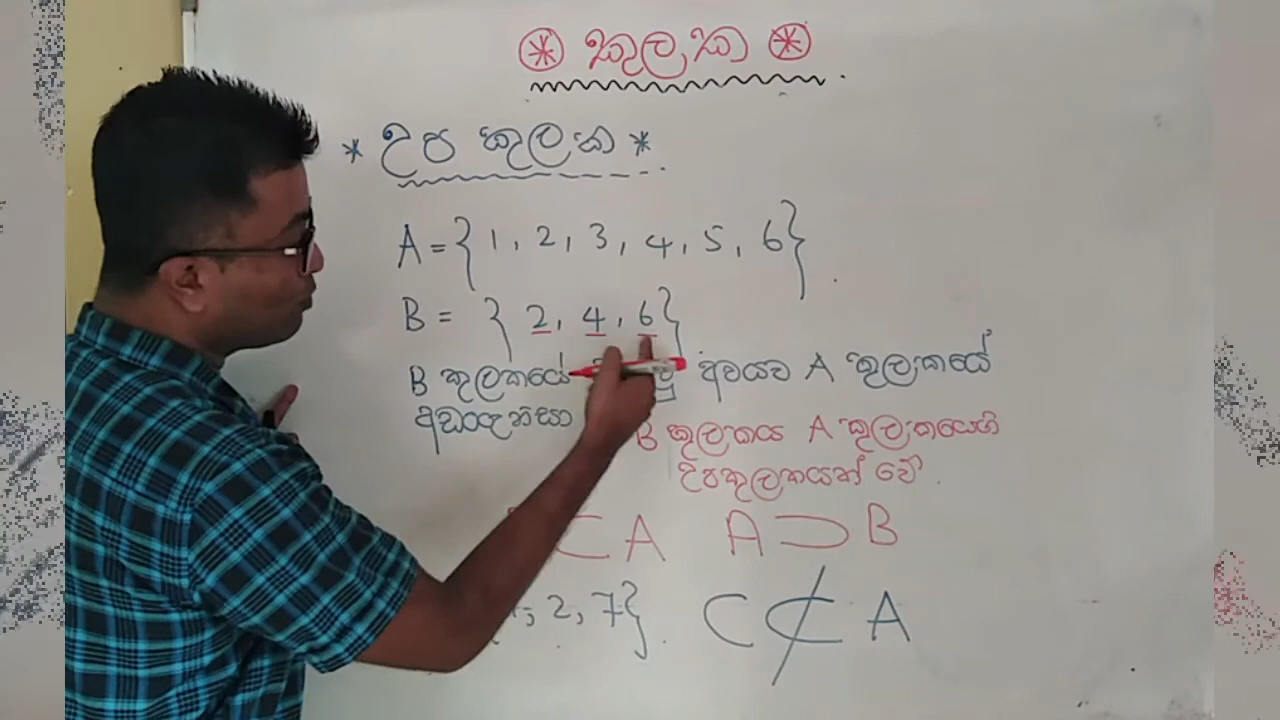 කුලක
* උප කුලක *
A = {1, 2, 3, 4, 5, 6}
B = {2, 4, 6}
B කුලකයේ අවයව A කුලකයේ
අඩංගු නිසා B කුලකය A කුලකයෙහි
උපකුලකයක් වේ.
⊂ A A ⊃ B
, 2, 7}. C ⊄ A